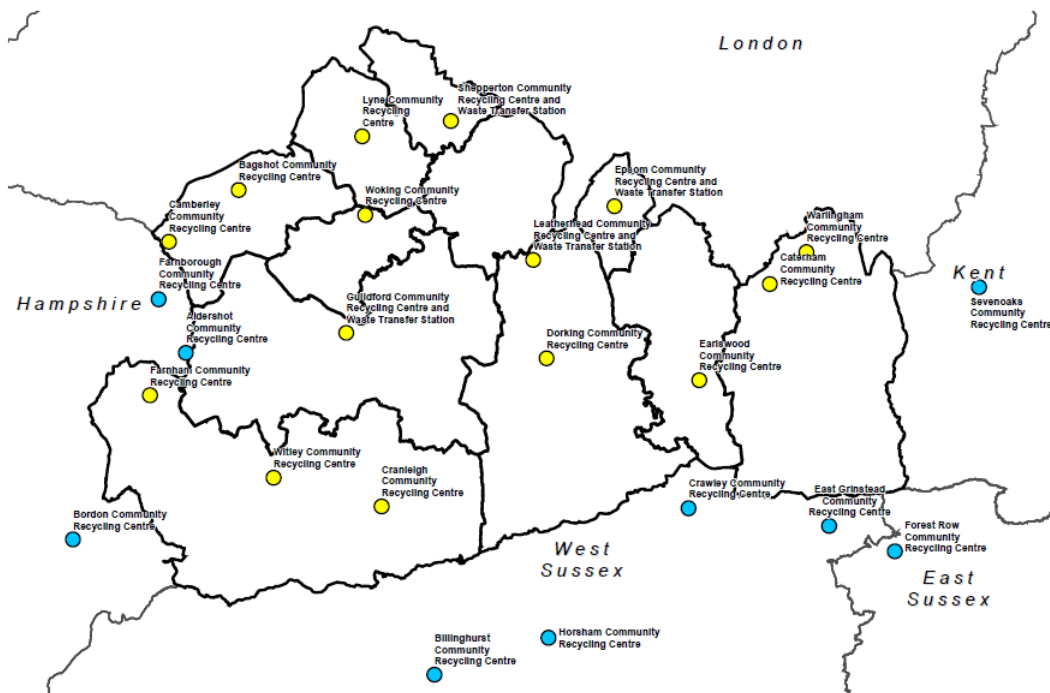 London
Shepperton Community
Recycling Centre and
Waste Transfer Station
Lyne Community
Recycling
Centre
Bagshot Community
Recycling Centre
Epsom Community
Recycling Centre and
Waste Transfer Station
Woking Community
Recycling Centre
Camberley
Community
Recycling Centre
Warlingham
Community
Recycling Centre
Leatherhead Community
Recycling Centre and
Waste Transfer Station
Caterham
Community
Recycling Centre
Farnborough
Community
Recycling Centre
Kent
Hampshire
Guildford Community
Recycling Centre and
Waste Transfer Station
Sevenoaks
Community
Recycling Centre
Aldershot
Community
Recycling Centre
Dorking Community
Recycling Centre
Earlswood
Community
Recycling Centre
Farnham Community
Recycling Centre
Witley Community
Recycling Centre
Cranleigh
Community
Recycling Centre
Crawley Community
Recycling Centre
East Grinstead
Community
Recycling Centre
Bordon Community
Recycling Centre
Forest Row
Community
Recycling Centre
West
Sussex
East
Sussex
Horsham Community
Recycling Centre
Billinghurst
Community
Recycling Centre